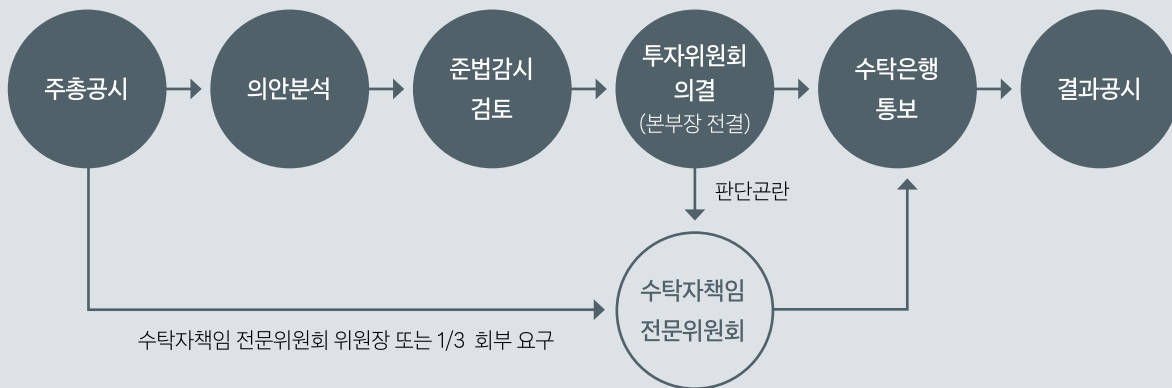 주총공시
의안분석
준법감시
검토
투자위원회
의결
(본부장 전결)
수탁은행
통보
결과공시
판단곤란
수탁자책임
전문위원회
수탁자책임 전문위원회 위원장 또는 1/3 회부 요구